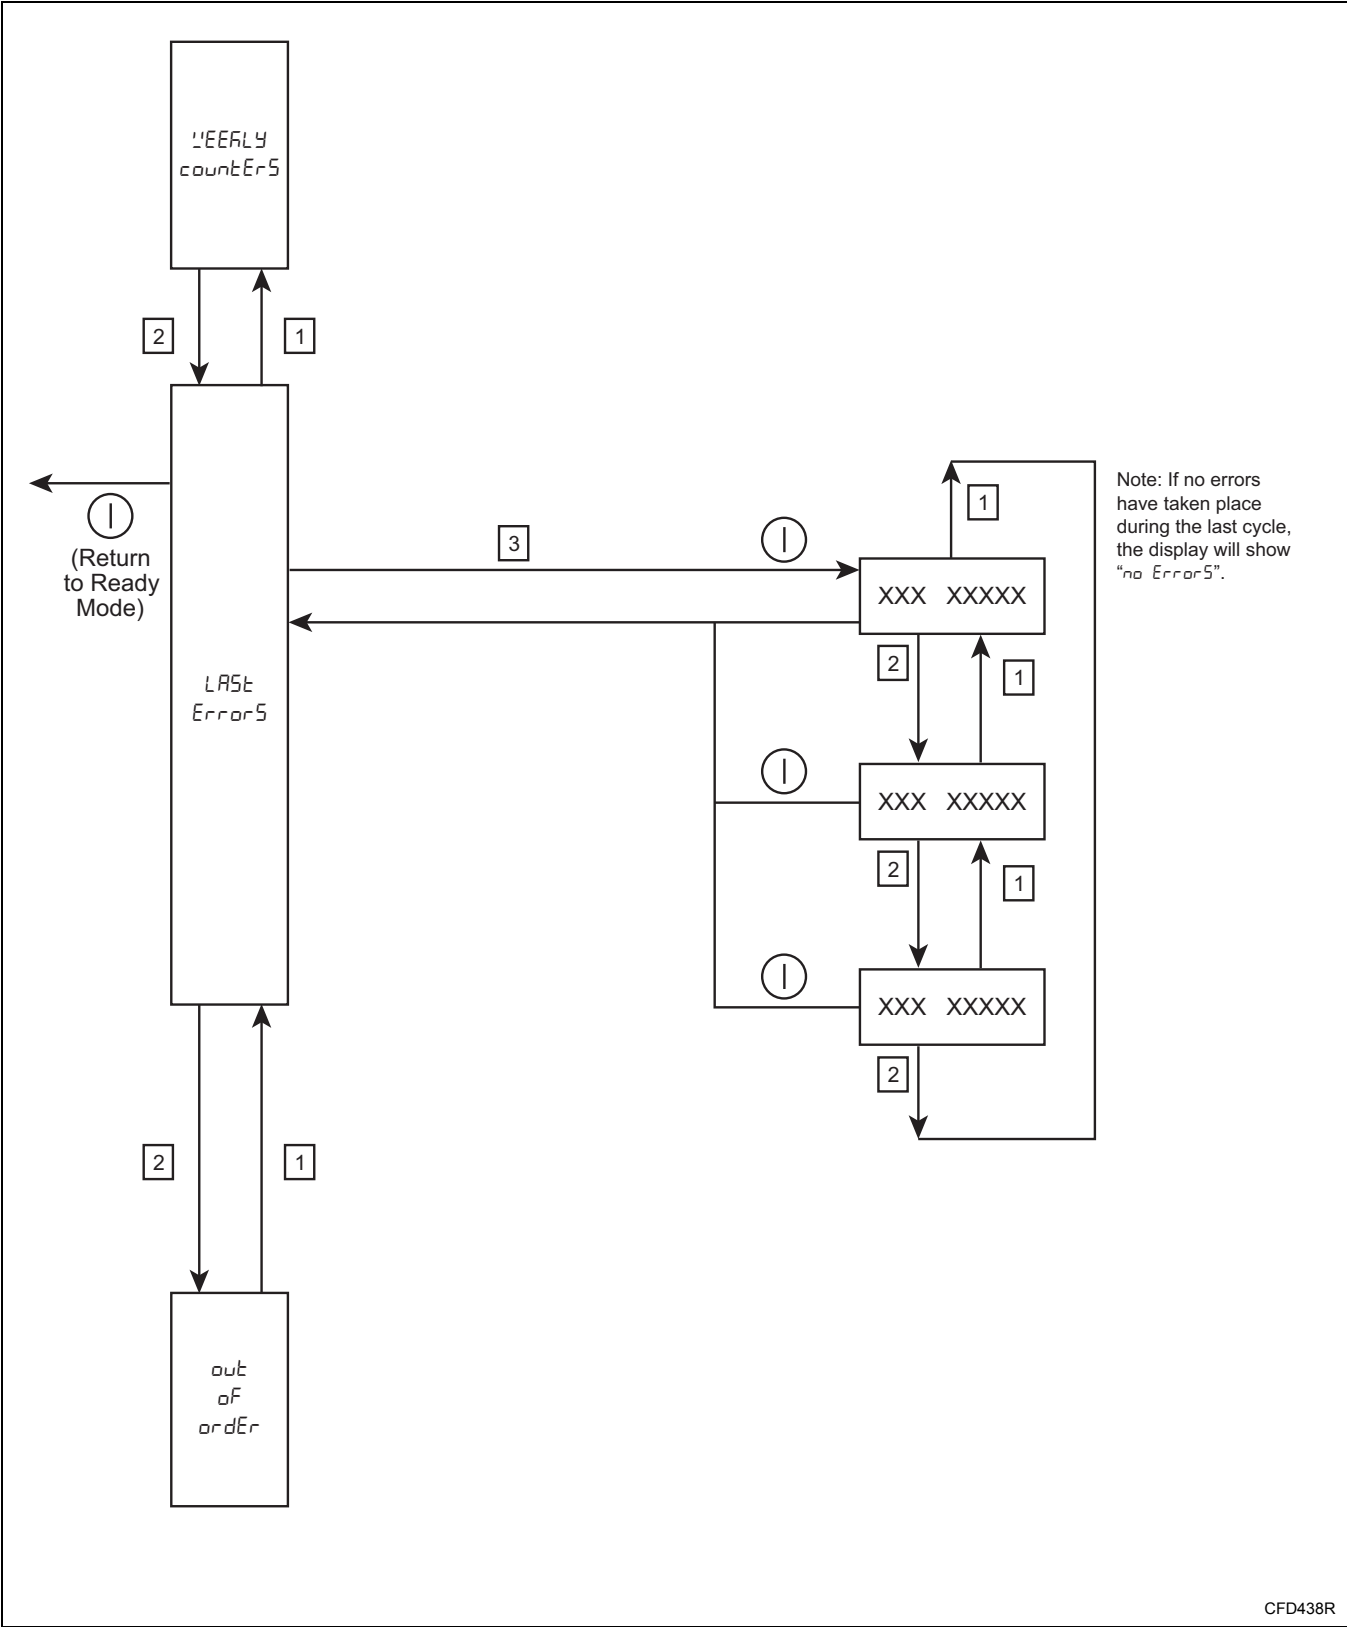 WEEKLY
countErS
2
1
(Return
to Ready
Mode)
3
1
Note: If no errors
have taken place
during the last cycle,
the display will show
“no ErrorS”.
XXX XXXXX
2
1
LASt
ErrorS
XXX XXXXX
2
1
XXX XXXXX
2
2
1
out
oF
ordEr
CFD438R